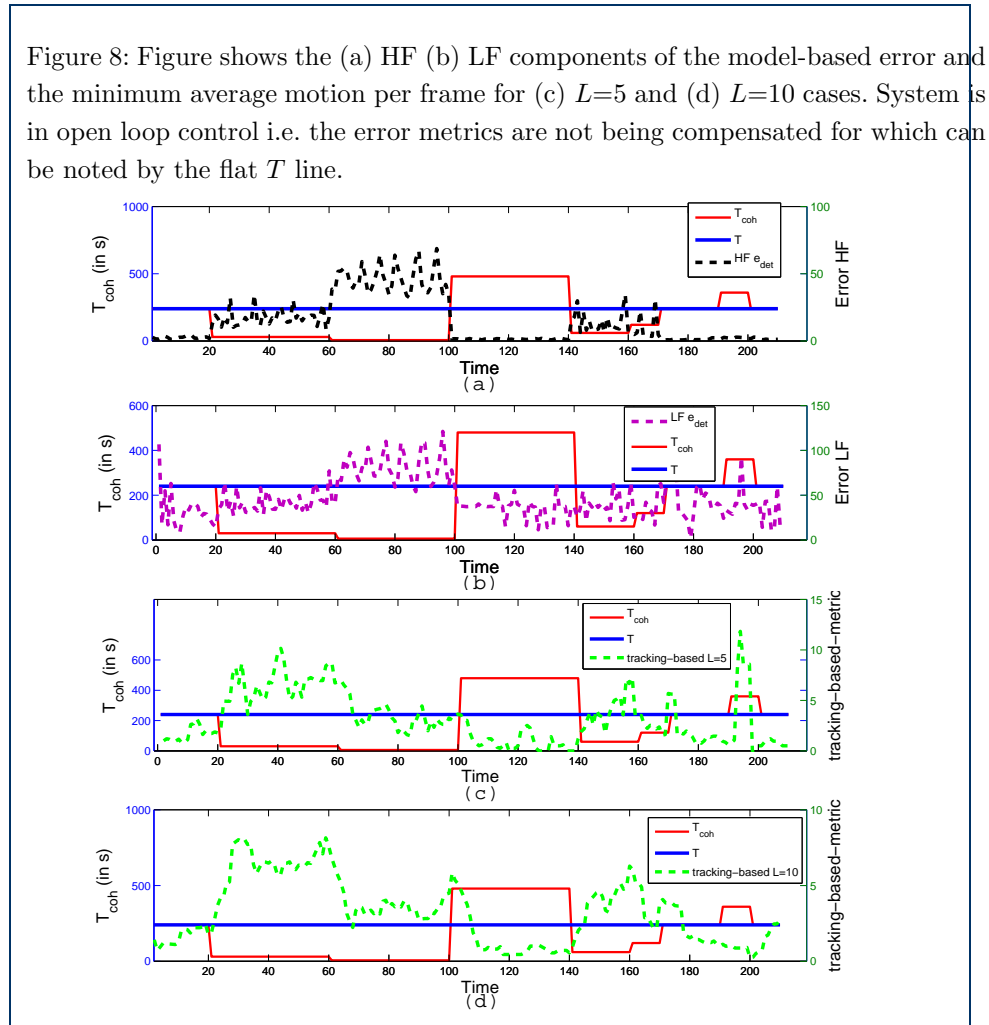 Figure 8: Figure shows the (a) HF (b) LF components of the model-based error and
the minimum average motion per frame for (c) L=5 and (d) L=10 cases. System is
in open loop control i.e. the error metrics are not being compensated for which can
be noted by the flat T line.
1000
500
0
T_coh (in s)
100
50
0
Error HF
T_coh
T
HF e_det
20 40 60 80 100 120 140 160 180 200
Time
(a)
600
400
200
0
T_coh (in s)
150
100
50
0
Error LF
LF e_det
T_coh
T
0 20 40 60 80 100 120 140 160 180 200
Time
(b)
600
400
200
0
T_coh (in s)
15
10
5
0
tracking-based-metric
T_coh
T
tracking-based L=5
0 20 40 60 80 100 120 140 160 180 200
Time
(c)
1000
500
0
T_coh (in s)
10
5
0
tracking-based-metric
T_coh
T
tracking-based L=10
20 40 60 80 100 120 140 160 180 200
Time
(d)